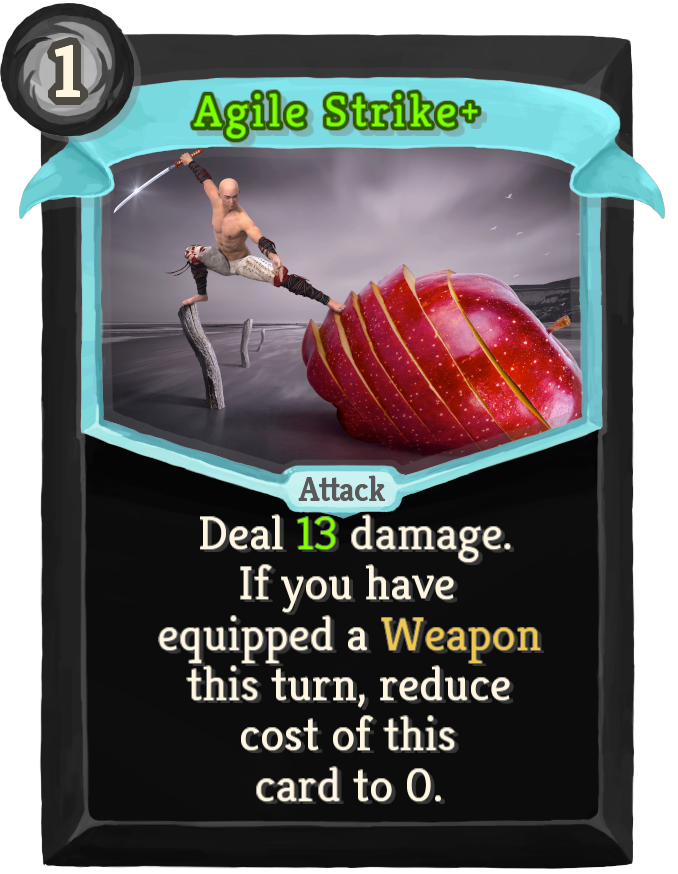 1
Agile Strike+
Attack
Deal 13 damage.
If you have
equipped a Weapon
this turn, reduce
cost of this
card to 0.